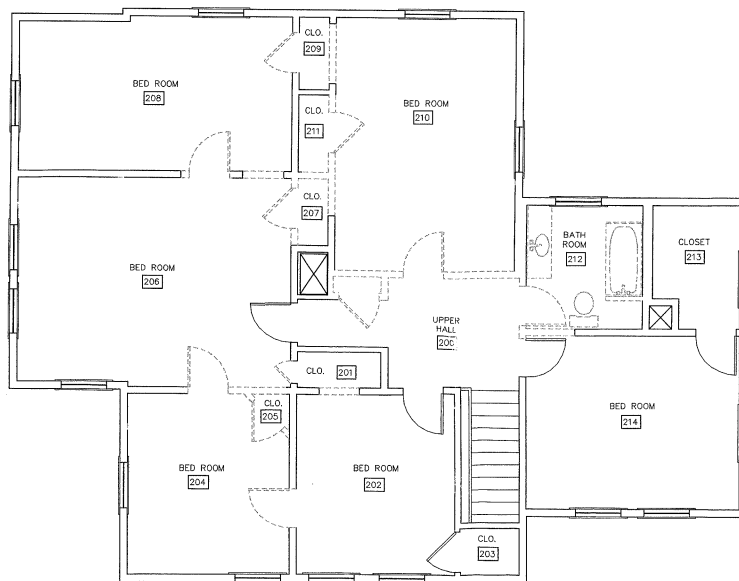 CLO.
209
BED ROOM
208
CLO.
211
BED ROOM
210
CLO.
207
BATH
ROOM
212
CLOSET
213
BED ROOM
206
UPPER
HALL
200
CLO. 201
CLO.
205
BED ROOM
214
BED ROOM
204
BED ROOM
202
CLO.
203